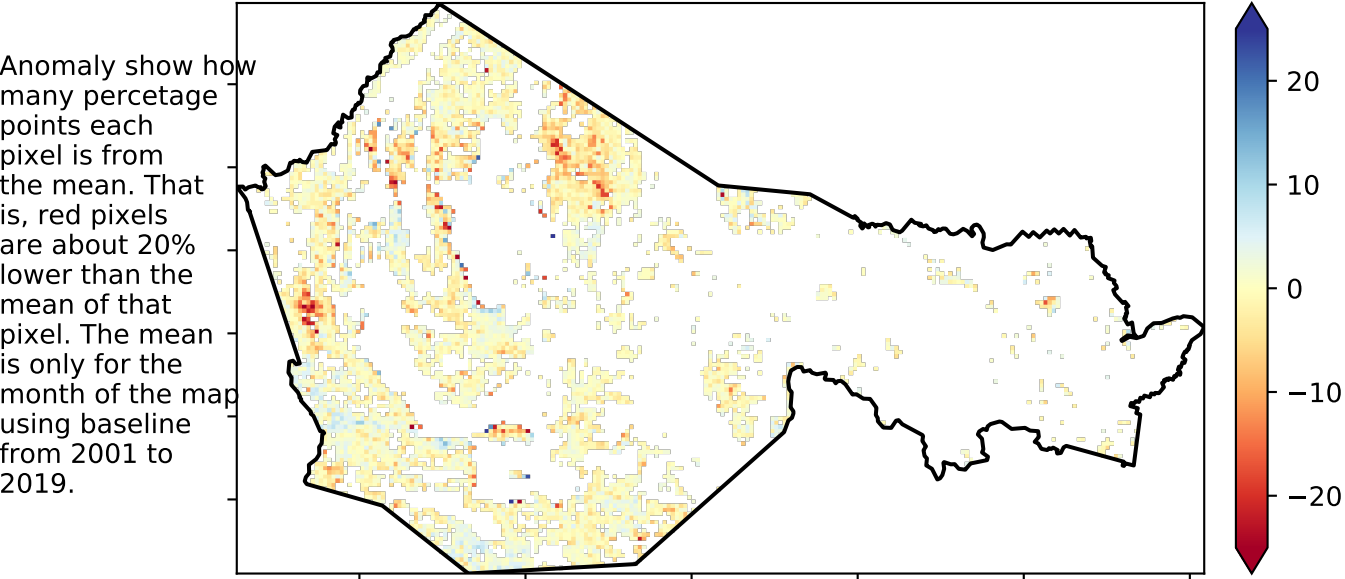 Anomaly show how
many percetage
points each
pixel is from
the mean. That
is, red pixels
are about 20%
lower than the
mean of that
pixel. The mean
is only for the
month of the map
using baseline
from 2001 to
2019.
20
10
0
−10
−20